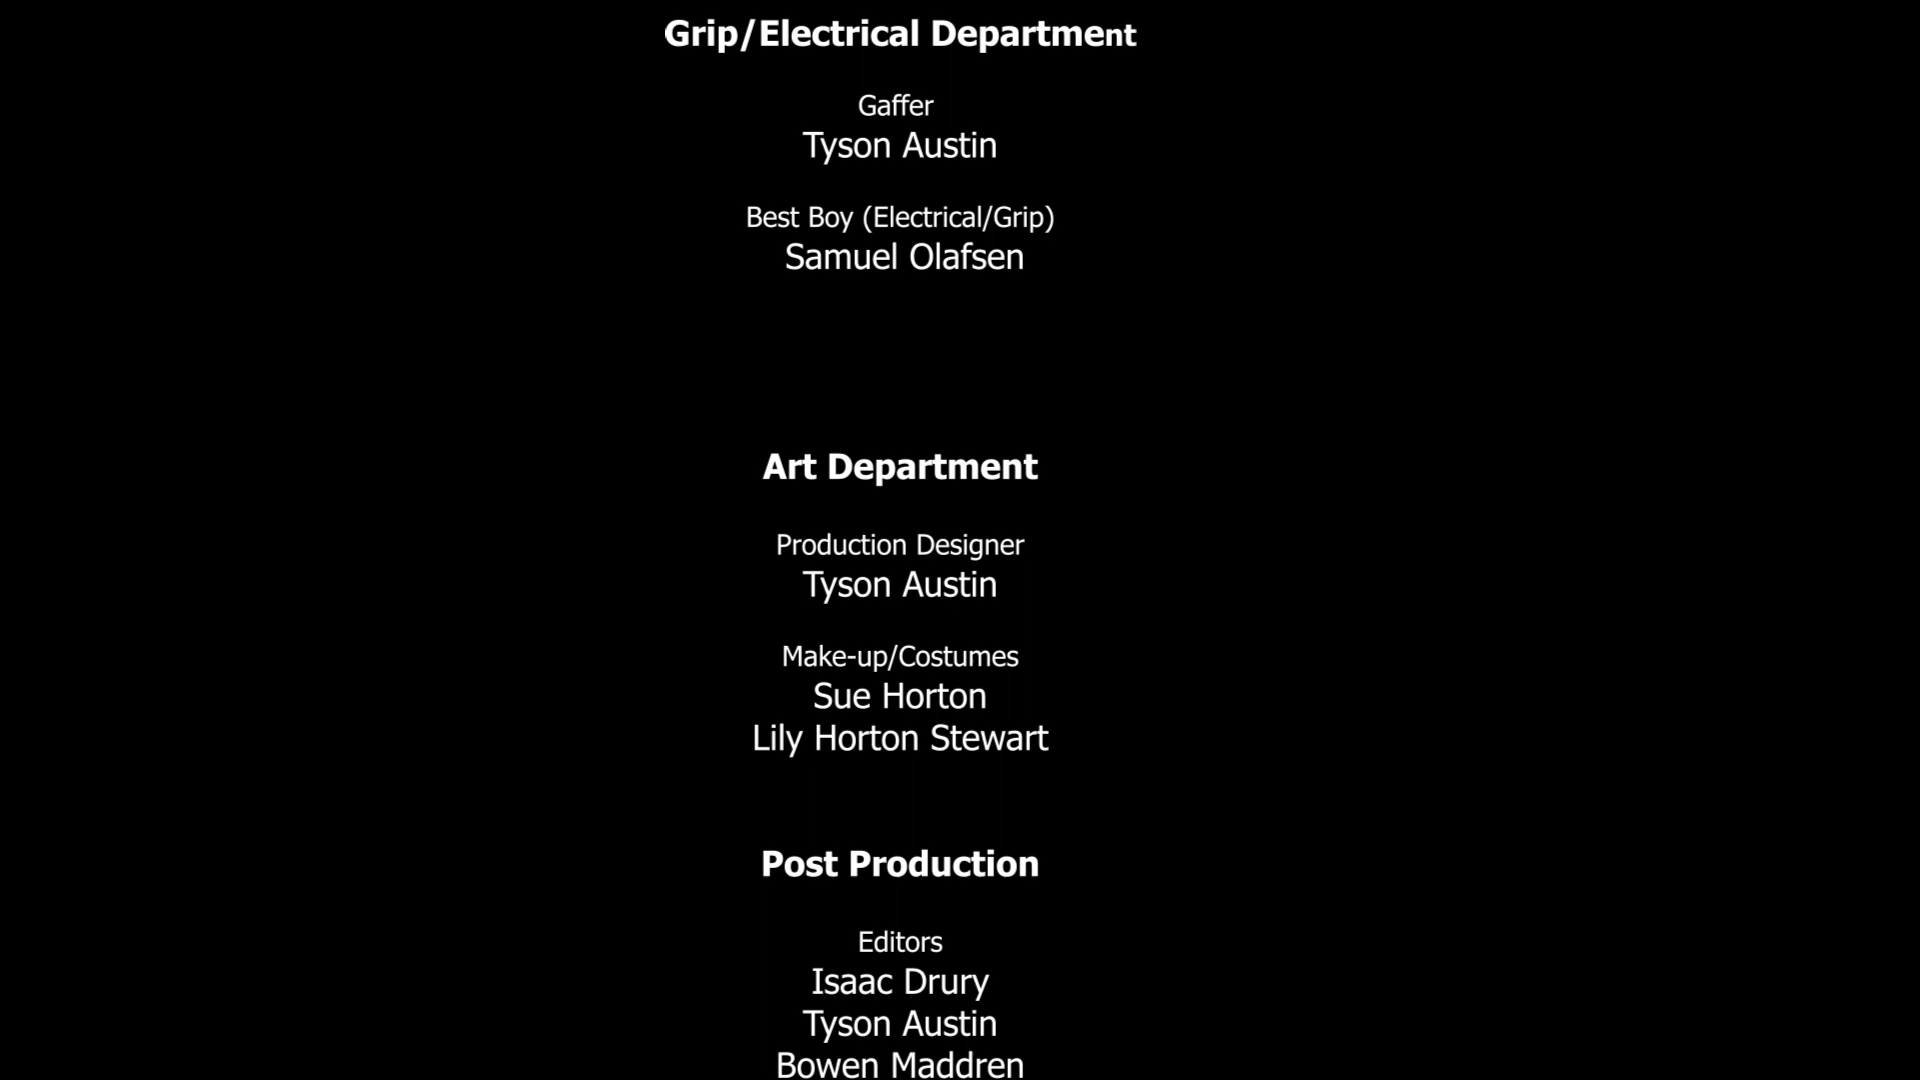 Grip/Electrical Department
Gaffer
Tyson Austin
Best Boy (Electrical/Grip)
Samuel Olafsen
Art Department
Production Designer
Tyson Austin
Make-up/Costumes
Sue Horton
Lily Horton Stewart
Post Production
Editors
Isaac Drury
Tyson Austin
Bowen Maddren